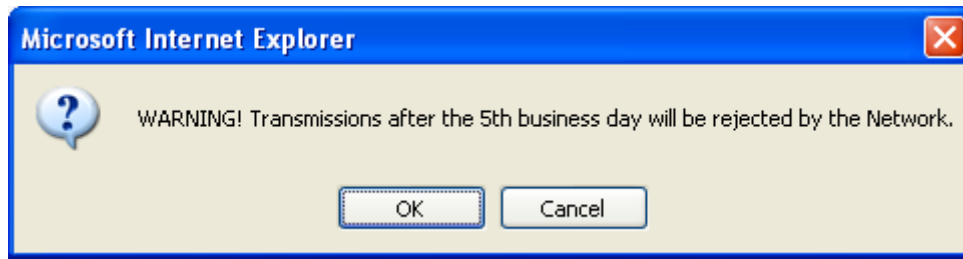 Microsoft Internet Explorer
WARNING! Transmissions after the 5th business day will be rejected by the Network.
OK
Cancel